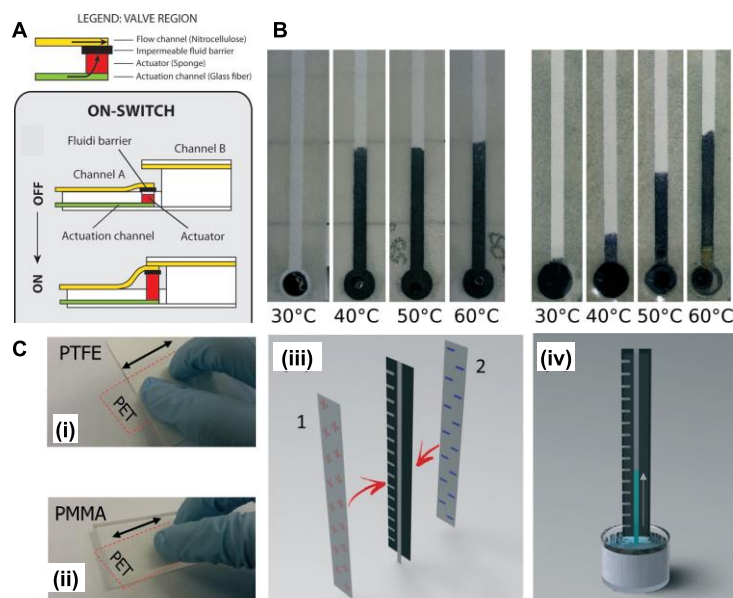 A
LEGEND: VALVE REGION
Flow channel (Nitrocellulose)
Impermeable fluid barrier
Actuator (Sponge)
Actuation channel (Glass fiber)
ON-SWITCH
Fluidi barrier
Channel B
Channel A
OFF
Actuation channel
Actuator
ON
B
30°C 40°C 50°C 60°C
30°C 40°C 50°C 60°C
C
PTFE
PET
(i)
PMMA
PET
(ii)
(iii)
1
2
(iv)